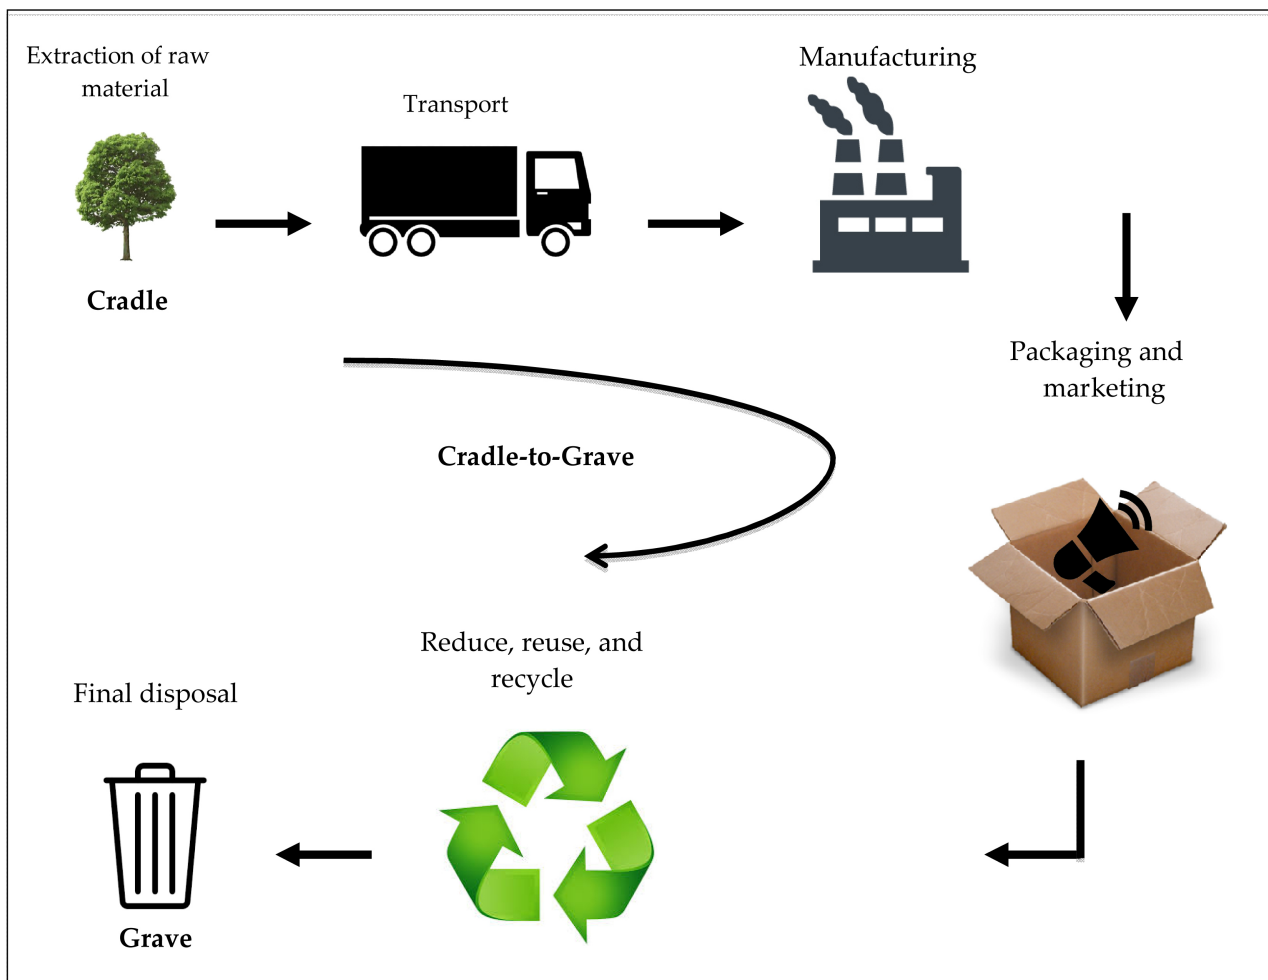 Extraction of raw
material
Transport
Manufacturing
Cradle
Packaging and
marketing
Cradle-to-Grave
Reduce, reuse, and
recycle
Final disposal
Grave